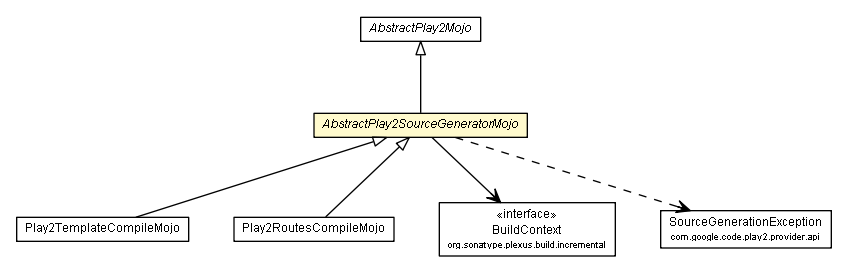 AbstractPlay2Mojo
AbstractPlay2SourceGeneratorMojo
Play2TemplateCompileMojo
Play2RoutesCompileMojo
«interface»
BuildContext
org.sonatype.plexus.build.incremental
SourceGenerationException
com.google.code.play2.provider.api